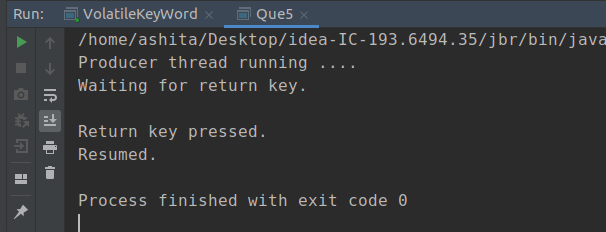 Run: VolatileKeyWord × Que5 ×
/home/ashita/Desktop/idea-IC-193.6494.35/jbr/bin/java
Producer thread running ....
Waiting for return key.
Return key pressed.
Resumed.
Process finished with exit code 0